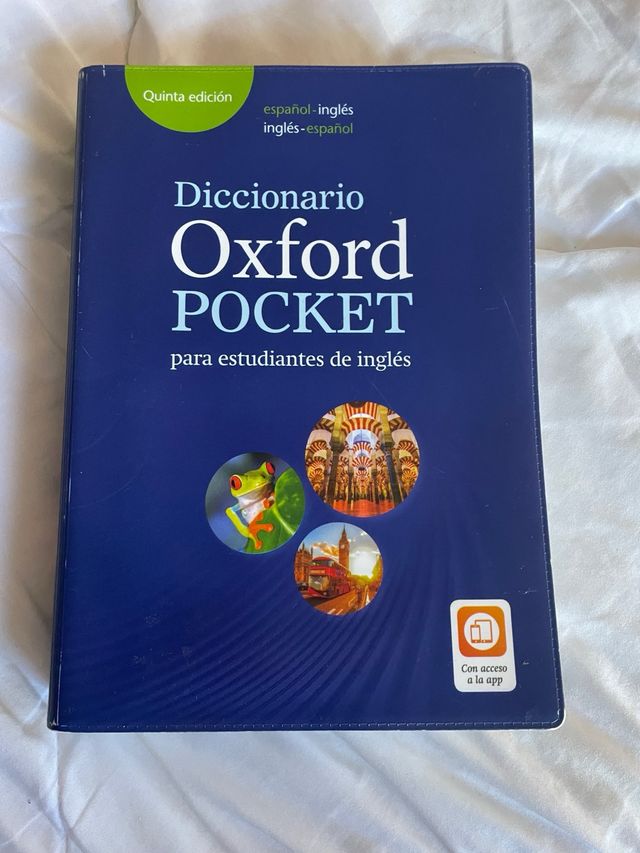 Quinta edición
español-inglés
inglés-español
Diccionario
Oxford
POCKET
para estudiantes de inglés
Con acceso
a la app